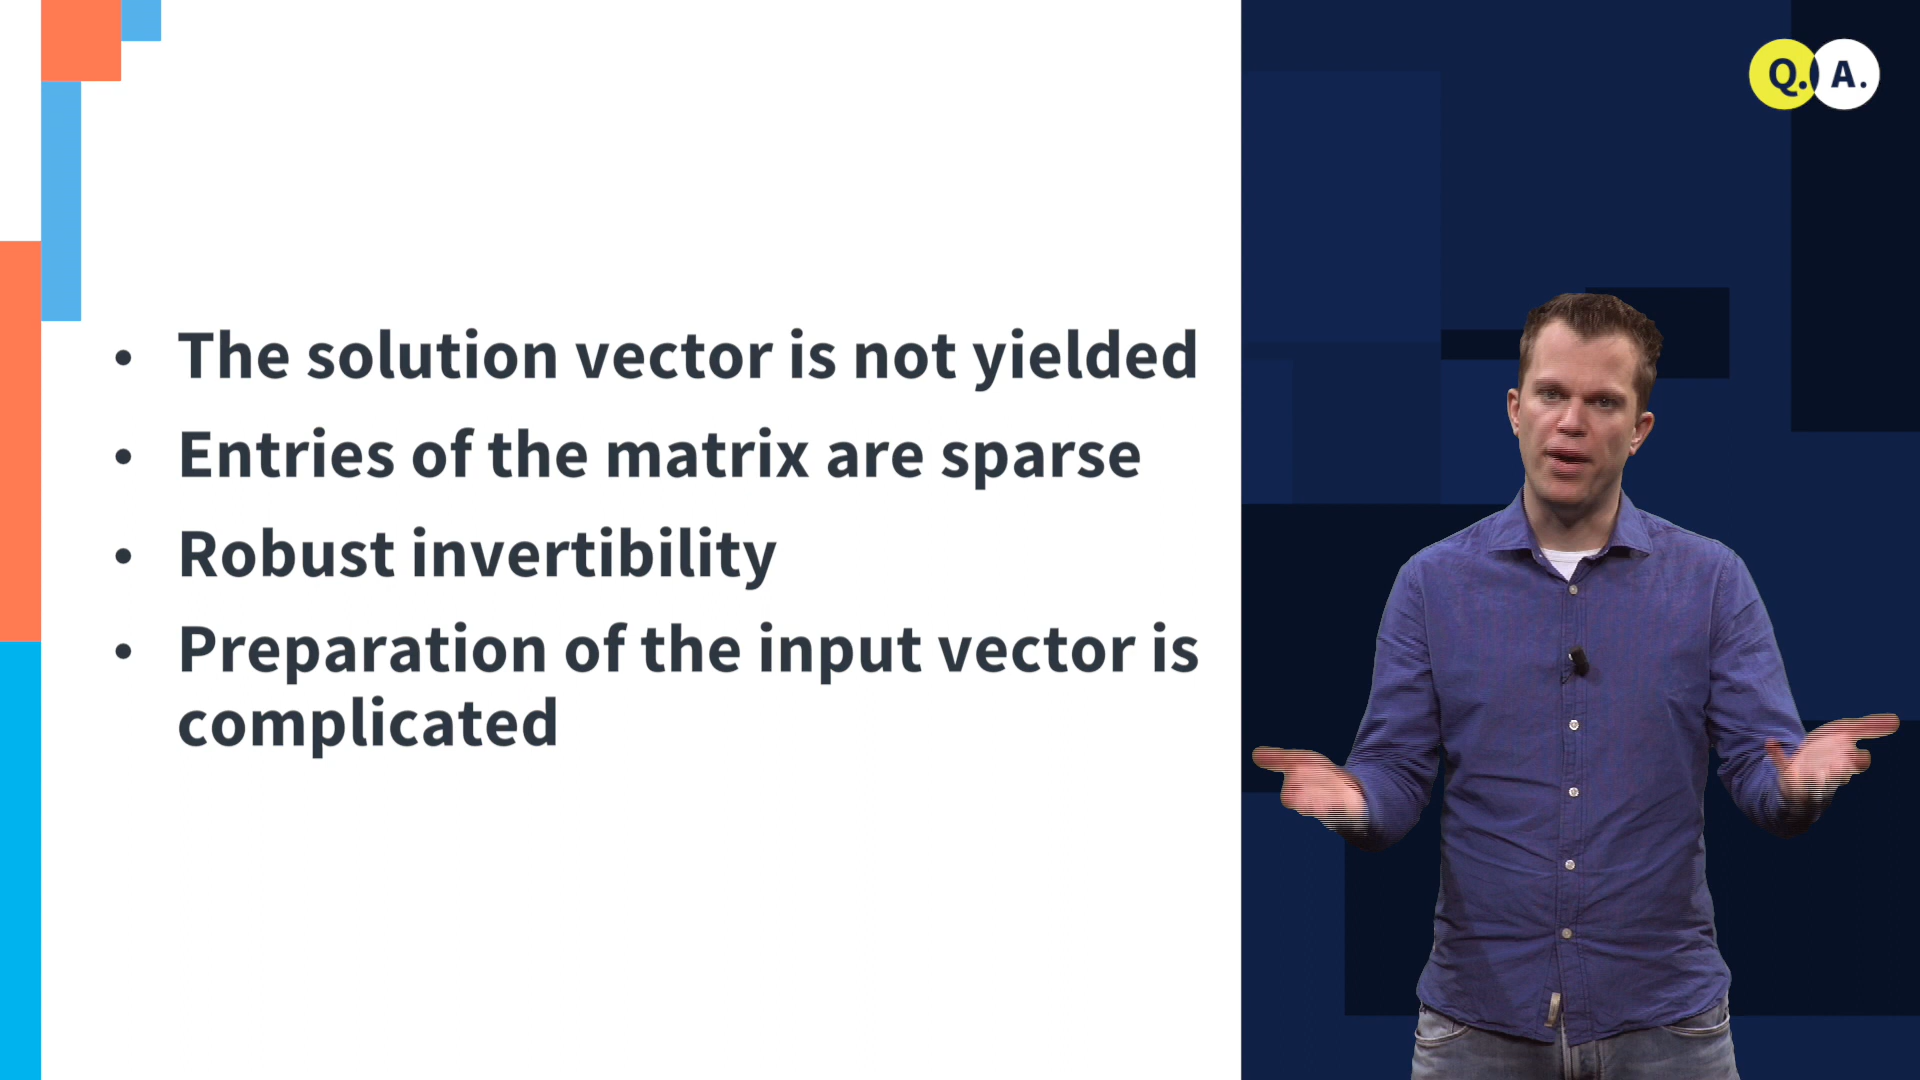 Q. A.
• The solution vector is not yielded
• Entries of the matrix are sparse
• Robust invertibility
• Preparation of the input vector is
complicated